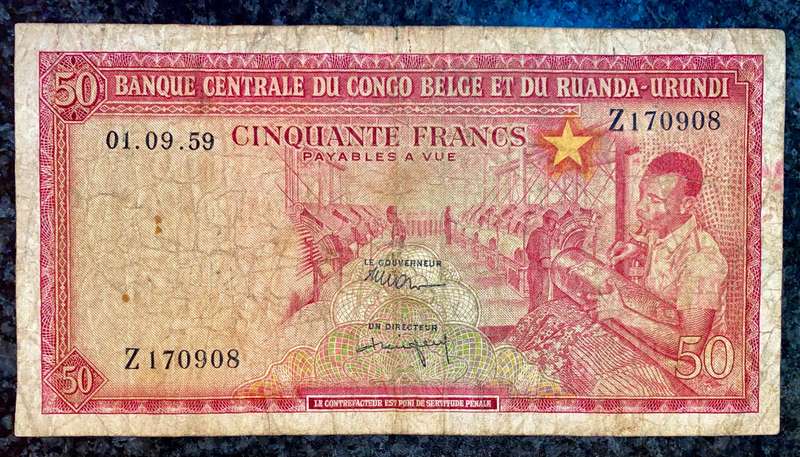 50 BANQUE CENTRALE DU CONGO BELGE ET DU RUANDA-URUNDI
01.09.59 CINQUANTE FRANCS Z170908
PAYABLES A VUE
LE GOUVERNEUR
UN DIRECTEUR
Z170908
50 50
LE CONTREFACTEUR EST PUNI DE SERVITUDE PÉNALE